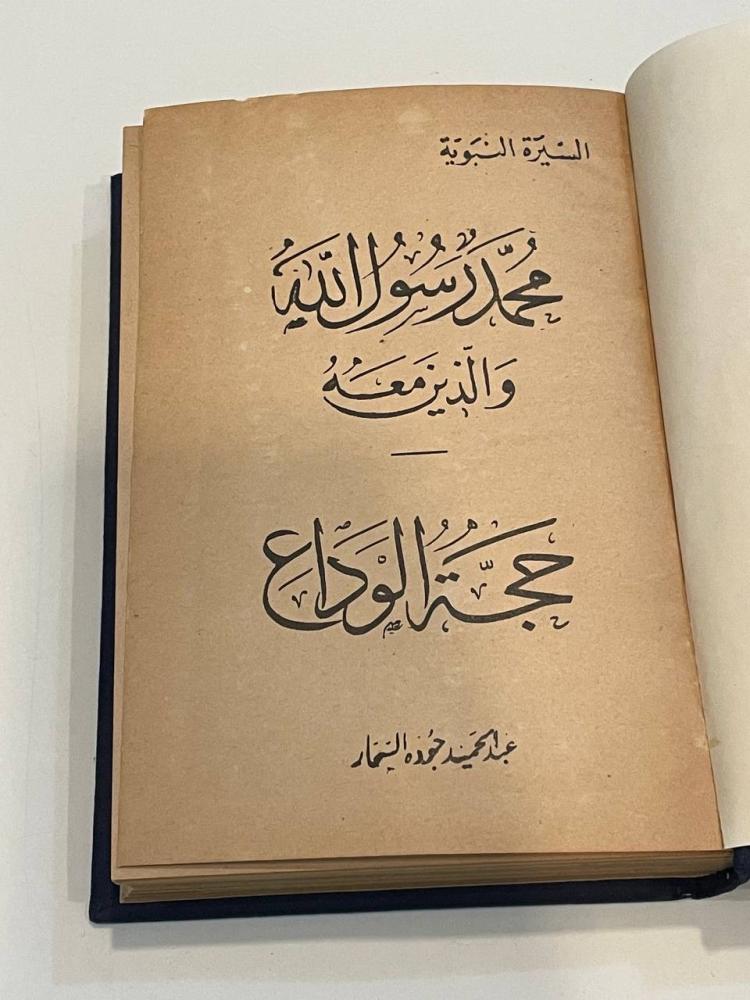 السيرة النبوية
محمد رسول الله
والذين معه
حجة الوداع
عبد الحميد جوده السحار